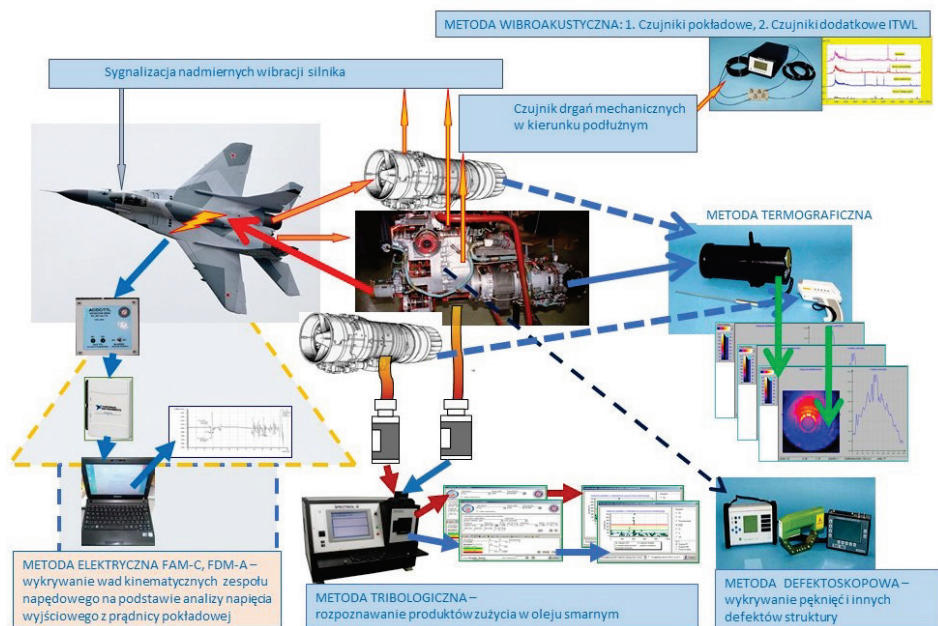 METODA WIBROAKUSTYCZNA: 1. Czujniki pokładowe, 2. Czujniki dodatkowe ITWL
Sygnalizacja nadmiernych wibracji silnika
Czujnik drgań mechanicznych
w kierunku podłużnym
METODA TERMOGRAFICZNA
METODA ELEKTRYCZNA FAM-C, FDM-A –
wykrywanie wad kinematycznych zespołu
napędowego na podstawie analizy napięcia
wyjściowego z prądnicy pokładowej
METODA TRIBOLOGICZNA –
rozpoznawanie produktów zużycia w oleju smarnym
METODA DEFEKTOSKOPOWA –
wykrywanie pęknięć i innych
defektów struktury